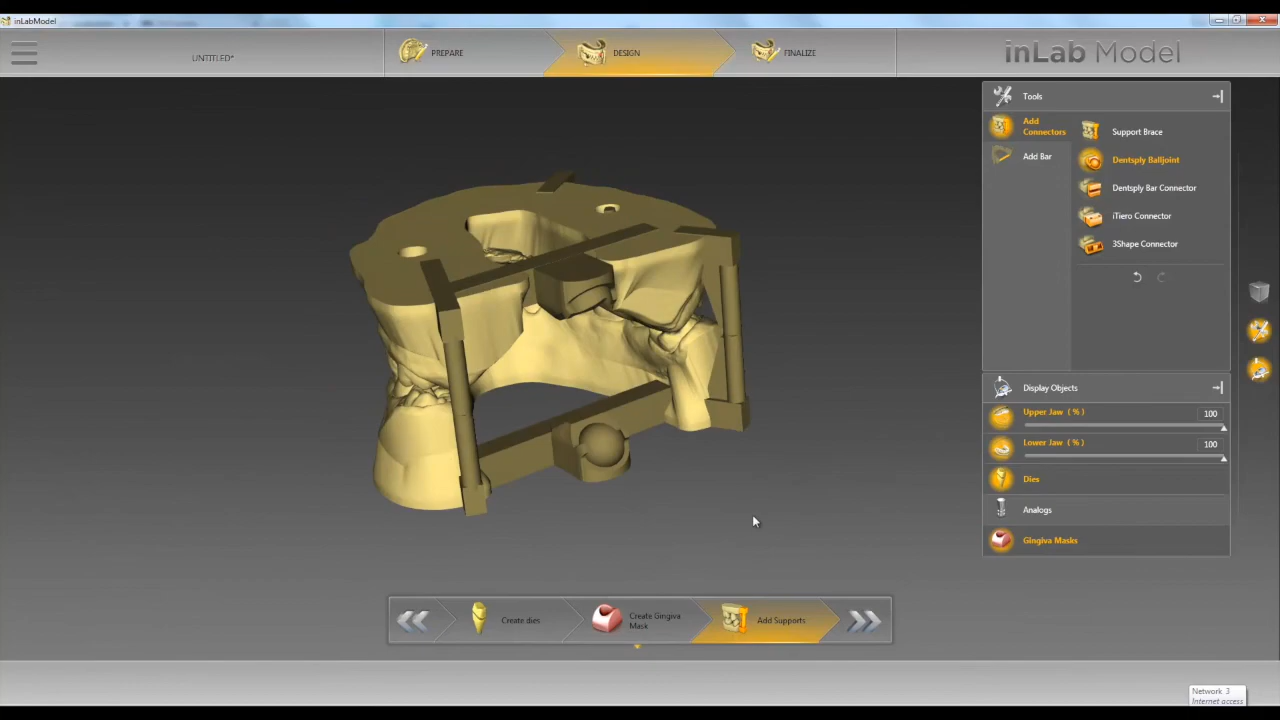 inLabModel
UNTITLED*
PREPARE
DESIGN
FINALIZE
inLab Model
Tools
Add
Connectors
Add Bar
Support Brace
Dentsply Balljoint
Dentsply Bar Connector
iTiero Connector
3Shape Connector
Display Objects
Upper Jaw ( % )
100
Lower Jaw ( % )
100
Dies
Analogs
Gingiva Masks
Create dies
Create Gingiva
Mask
Add Supports
Network 3
Internet access